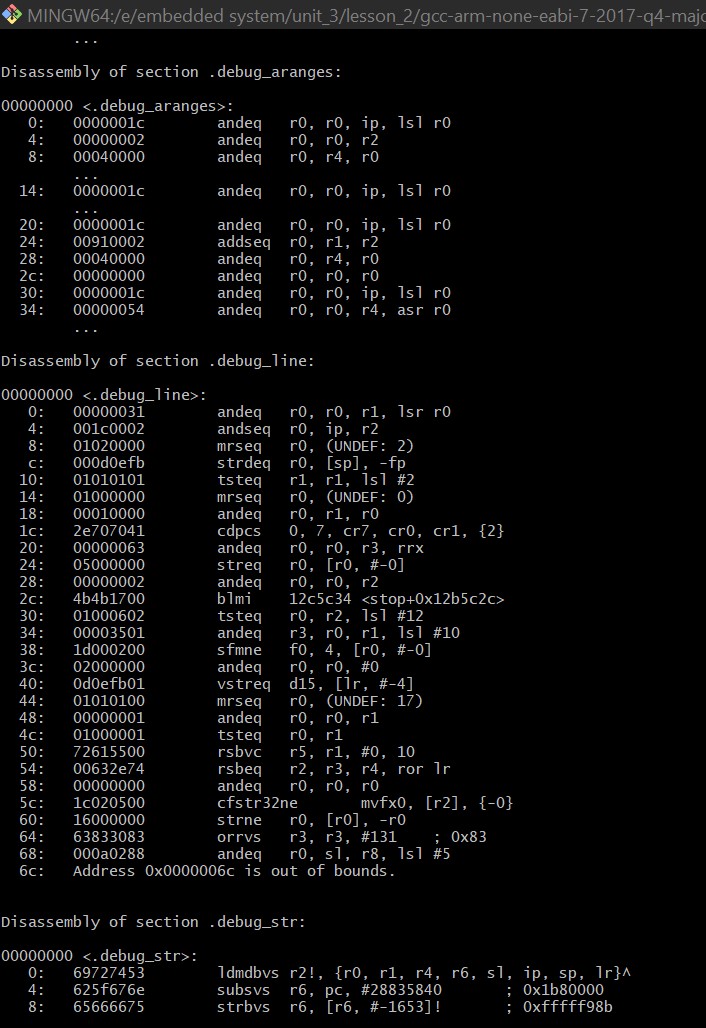 MINGW64:/e/embedded system/unit_3/lesson_2/gcc-arm-none-eabi-7-2017-q4-majo
...
Disassembly of section .debug_aranges:
00000000 <.debug_aranges>:
0: 0000001c andeq r0, r0, ip, lsl r0
4: 00000002 andeq r0, r0, r2
8: 00040000 andeq r0, r4, r0
...
14: 0000001c andeq r0, r0, ip, lsl r0
...
20: 0000001c andeq r0, r0, ip, lsl r0
24: 00910002 addseq r0, r1, r2
28: 00040000 andeq r0, r4, r0
2c: 00000000 andeq r0, r0, r0
30: 0000001c andeq r0, r0, ip, lsl r0
34: 00000054 andeq r0, r0, r4, asr r0
...
Disassembly of section .debug_line:
00000000 <.debug_line>:
0: 00000031 andeq r0, r0, r1, lsr r0
4: 001c0002 andseq r0, ip, r2
8: 01020000 mrseq r0, (UNDEF: 2)
c: 000d0efb strdeq r0, [sp], -fp
10: 01010101 tsteq r1, r1, lsl #2
14: 01000000 mrseq r0, (UNDEF: 0)
18: 00010000 andeq r0, r1, r0
1c: 2e707041 cdpcs 0, 7, cr7, cr0, cr1, {2}
20: 00000063 andeq r0, r0, r3, rrx
24: 05000000 streq r0, [r0, #-0]
28: 00000002 andeq r0, r0, r2
2c: 4b4b1700 blmi 12c5c34 <stop+0x12b5c2c>
30: 01000602 tsteq r0, r2, lsl #12
34: 00003501 andeq r3, r0, r1, lsl #10
38: 1d000200 sfmne f0, 4, [r0, #-0]
3c: 02000000 andeq r0, r0, #0
40: 0d0efb01 vstreq d15, [lr, #-4]
44: 01010100 mrseq r0, (UNDEF: 17)
48: 00000001 andeq r0, r0, r1
4c: 01000001 tsteq r0, r1
50: 72615500 rsbvc r5, r1, #0, 10
54: 00632e74 rsbeq r2, r3, r4, ror lr
58: 00000000 andeq r0, r0, r0
5c: 1c020500 cfstr32ne mvfx0, [r2], {-0}
60: 16000000 strne r0, [r0], -r0
64: 63833083 orrvs r3, r3, #131 ; 0x83
68: 000a0288 andeq r0, sl, r8, lsl #5
6c: Address 0x0000006c is out of bounds.
Disassembly of section .debug_str:
00000000 <.debug_str>:
0: 69727453 ldmdbvs r2!, {r0, r1, r4, r6, sl, ip, sp, lr}^
4: 625f676e subsvs r6, pc, #28835840 ; 0x1b80000
8: 65666675 strbvs r6, [r6, #-1653]! ; 0xfffff98b